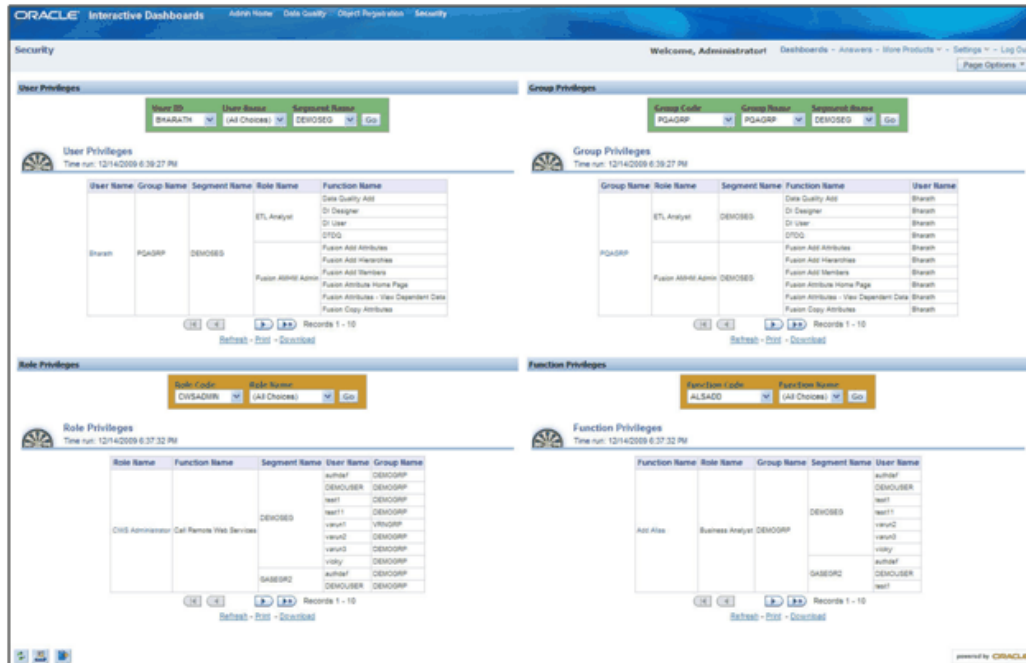 ORACLE Interactive Dashboards Admin Home Data Quality Object Registration Security
Security Welcome, Administrator! Dashboards - Answers - More Products - Settings - Log Ou
Page Options
User Privileges
User ID User Name Segment Name
BHARATH (All Choices) DEMOSEG Go
User Privileges
Time run: 12/14/2009 6:39:27 PM
User Name Group Name Segment Name Role Name Function Name
Bharath PQAGRP DEMOSEG ETL Analyst Data Quality Add
DI Designer
DI User
DTDQ
Fusion AMHM Admin Fusion Add Attributes
Fusion Add Hierarchies
Fusion Add Members
Fusion Attribute Home Page
Fusion Attributes - View Dependent Data
Fusion Copy Attributes
Records 1 - 10
Refresh - Print - Download
Group Privileges
Group Code Group Name Segment Name
PQAGRP PQAGRP DEMOSEG Go
Group Privileges
Time run: 12/14/2009 6:39:27 PM
Group Name Role Name Segment Name Function Name User Name
PQAGRP ETL Analyst DEMOSEG Data Quality Add Bharath
DI Designer Bharath
DI User Bharath
DTDQ Bharath
Fusion AMHM Admin DEMOSEG Fusion Add Attributes Bharath
Fusion Add Hierarchies Bharath
Fusion Add Members Bharath
Fusion Attribute Home Page Bharath
Fusion Attributes - View Dependent Data Bharath
Fusion Copy Attributes Bharath
Records 1 - 10
Refresh - Print - Download
Role Privileges
Role Code Role Name
CWSADMIN (All Choices) Go
Role Privileges
Time run: 12/14/2009 6:37:32 PM
Role Name Function Name Segment Name User Name Group Name
CWS Administrator Call Remote Web Services DEMOSEG authdef DEMOGRP
DEMOUSER DEMOGRP
test1 DEMOGRP
test11 DEMOGRP
varun1 VRNGRP
varun2 DEMOGRP
varun3 DEMOGRP
vicky DEMOGRP
GASEGR2 authdef DEMOGRP
DEMOUSER DEMOGRP
Records 1 - 10
Refresh - Print - Download
Function Privileges
Function Code Function Name
ALSADD (All Choices) Go
Function Privileges
Time run: 12/14/2009 6:37:32 PM
Function Name Role Name Group Name Segment Name User Name
Add Alias Business Analyst DEMOGRP DEMOSEG authdef
DEMOUSER
test1
test11
varun2
varun3
vicky
GASEGR2 authdef
DEMOUSER
test1
Records 1 - 10
Refresh - Print - Download
powered by ORACLE